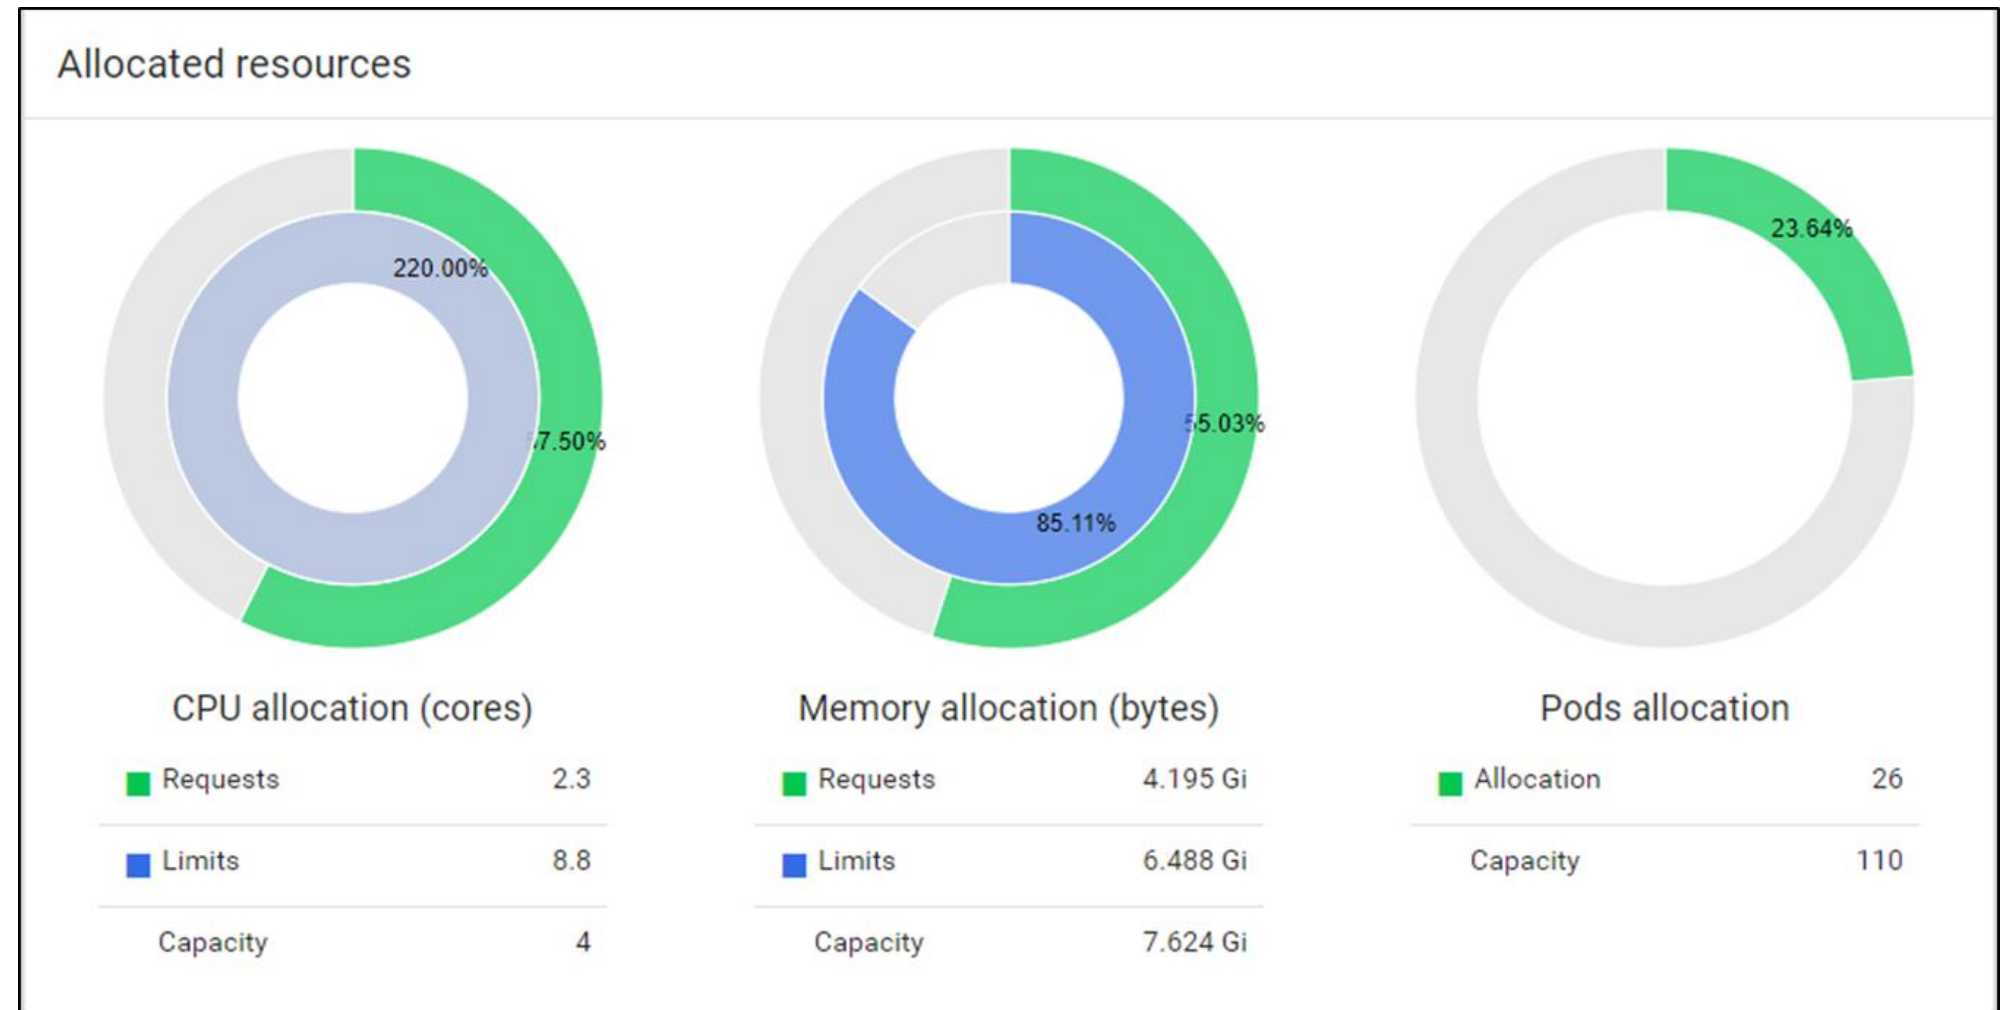 Allocated resources
220.00%
57.50%
55.03%
85.11%
23.64%
CPU allocation (cores)
Requests 2.3
Limits 8.8
Capacity 4
Memory allocation (bytes)
Requests 4.195 Gi
Limits 6.488 Gi
Capacity 7.624 Gi
Pods allocation
Allocation 26
Capacity 110